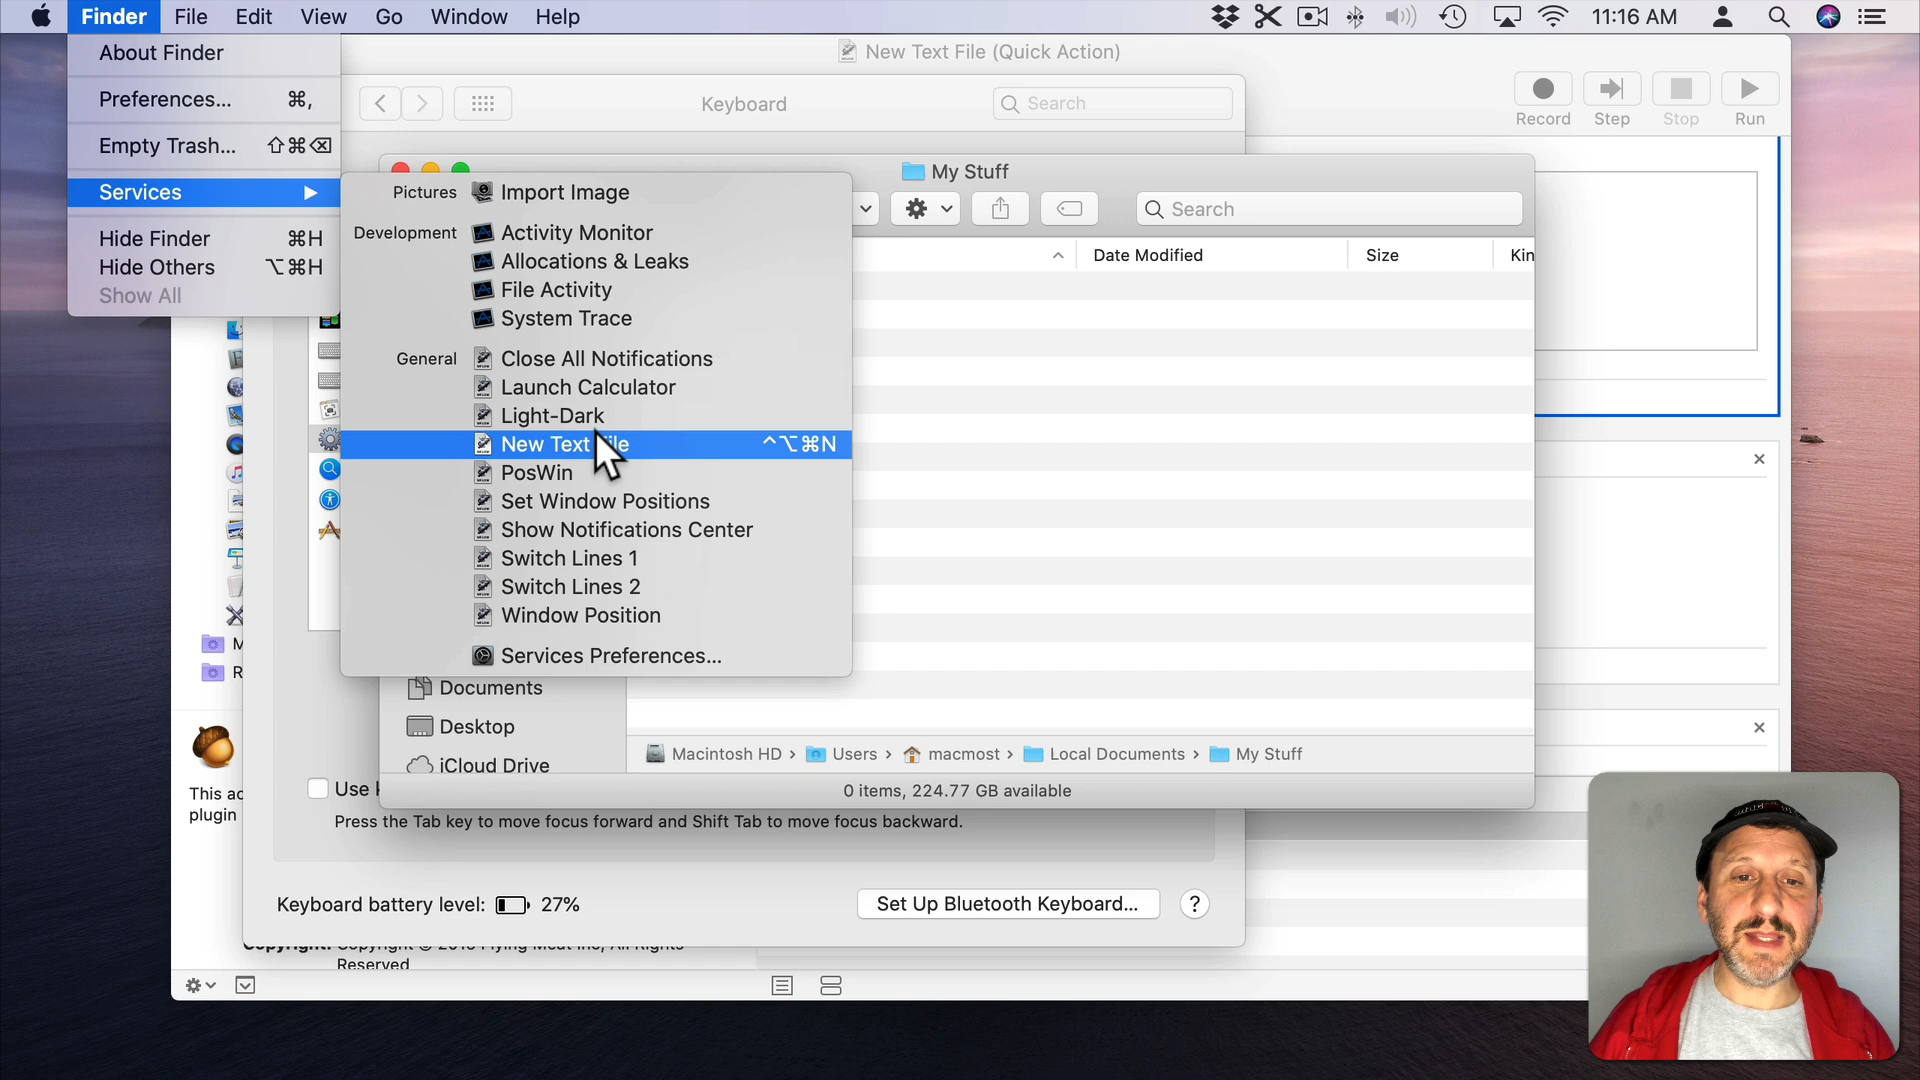 Finder File Edit View Go Window Help 11:16 AM
About Finder
Preferences... ⌘,
Empty Trash... ⇧⌘⌫
Services ▶
Hide Finder ⌘H
Hide Others ⌥⌘H
Show All
New Text File (Quick Action)
Record Step Stop Run
Keyboard
Search
My Stuff
Search
Date Modified Size Kin
Pictures Import Image
Development Activity Monitor
Allocations & Leaks
File Activity
System Trace
General Close All Notifications
Launch Calculator
Light-Dark
New Text File ^⌥⌘N
PosWin
Set Window Positions
Show Notifications Center
Switch Lines 1
Switch Lines 2
Window Position
Services Preferences...
M
R
Documents
Desktop
iCloud Drive
Macintosh HD › Users › macmost › Local Documents › My Stuff
0 items, 224.77 GB available
This ac
plugin
Use k
Press the Tab key to move focus forward and Shift Tab to move focus backward.
Keyboard battery level: 27%
Set Up Bluetooth Keyboard... ?
Reserved